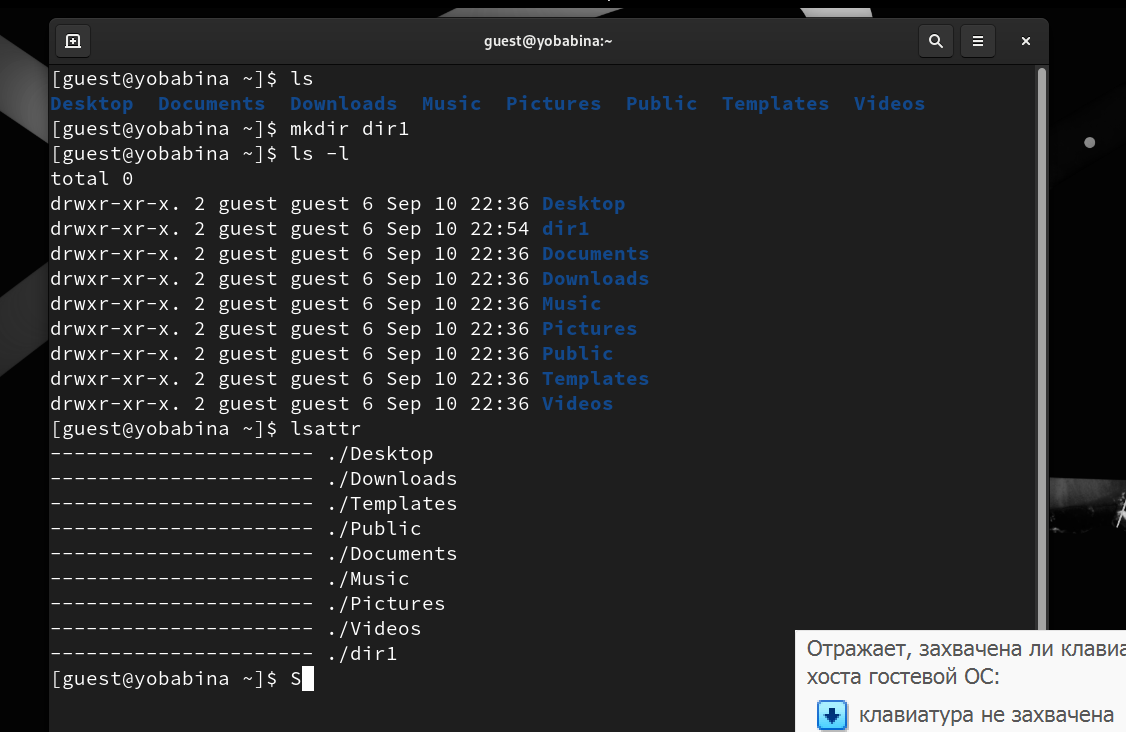 guest@yobabina:~
[guest@yobabina ~]$ ls
Desktop Documents Downloads Music Pictures Public Templates Videos
[guest@yobabina ~]$ mkdir dir1
[guest@yobabina ~]$ ls -l
total 0
drwxr-xr-x. 2 guest guest 6 Sep 10 22:36 Desktop
drwxr-xr-x. 2 guest guest 6 Sep 10 22:54 dir1
drwxr-xr-x. 2 guest guest 6 Sep 10 22:36 Documents
drwxr-xr-x. 2 guest guest 6 Sep 10 22:36 Downloads
drwxr-xr-x. 2 guest guest 6 Sep 10 22:36 Music
drwxr-xr-x. 2 guest guest 6 Sep 10 22:36 Pictures
drwxr-xr-x. 2 guest guest 6 Sep 10 22:36 Public
drwxr-xr-x. 2 guest guest 6 Sep 10 22:36 Templates
drwxr-xr-x. 2 guest guest 6 Sep 10 22:36 Videos
[guest@yobabina ~]$ lsattr
---------------------- ./Desktop
---------------------- ./Downloads
---------------------- ./Templates
---------------------- ./Public
---------------------- ./Documents
---------------------- ./Music
---------------------- ./Pictures
---------------------- ./Videos
---------------------- ./dir1
[guest@yobabina ~]$ S
Отражает, захвачена ли
хоста гостевой ОС:
клавиатура не захвачена